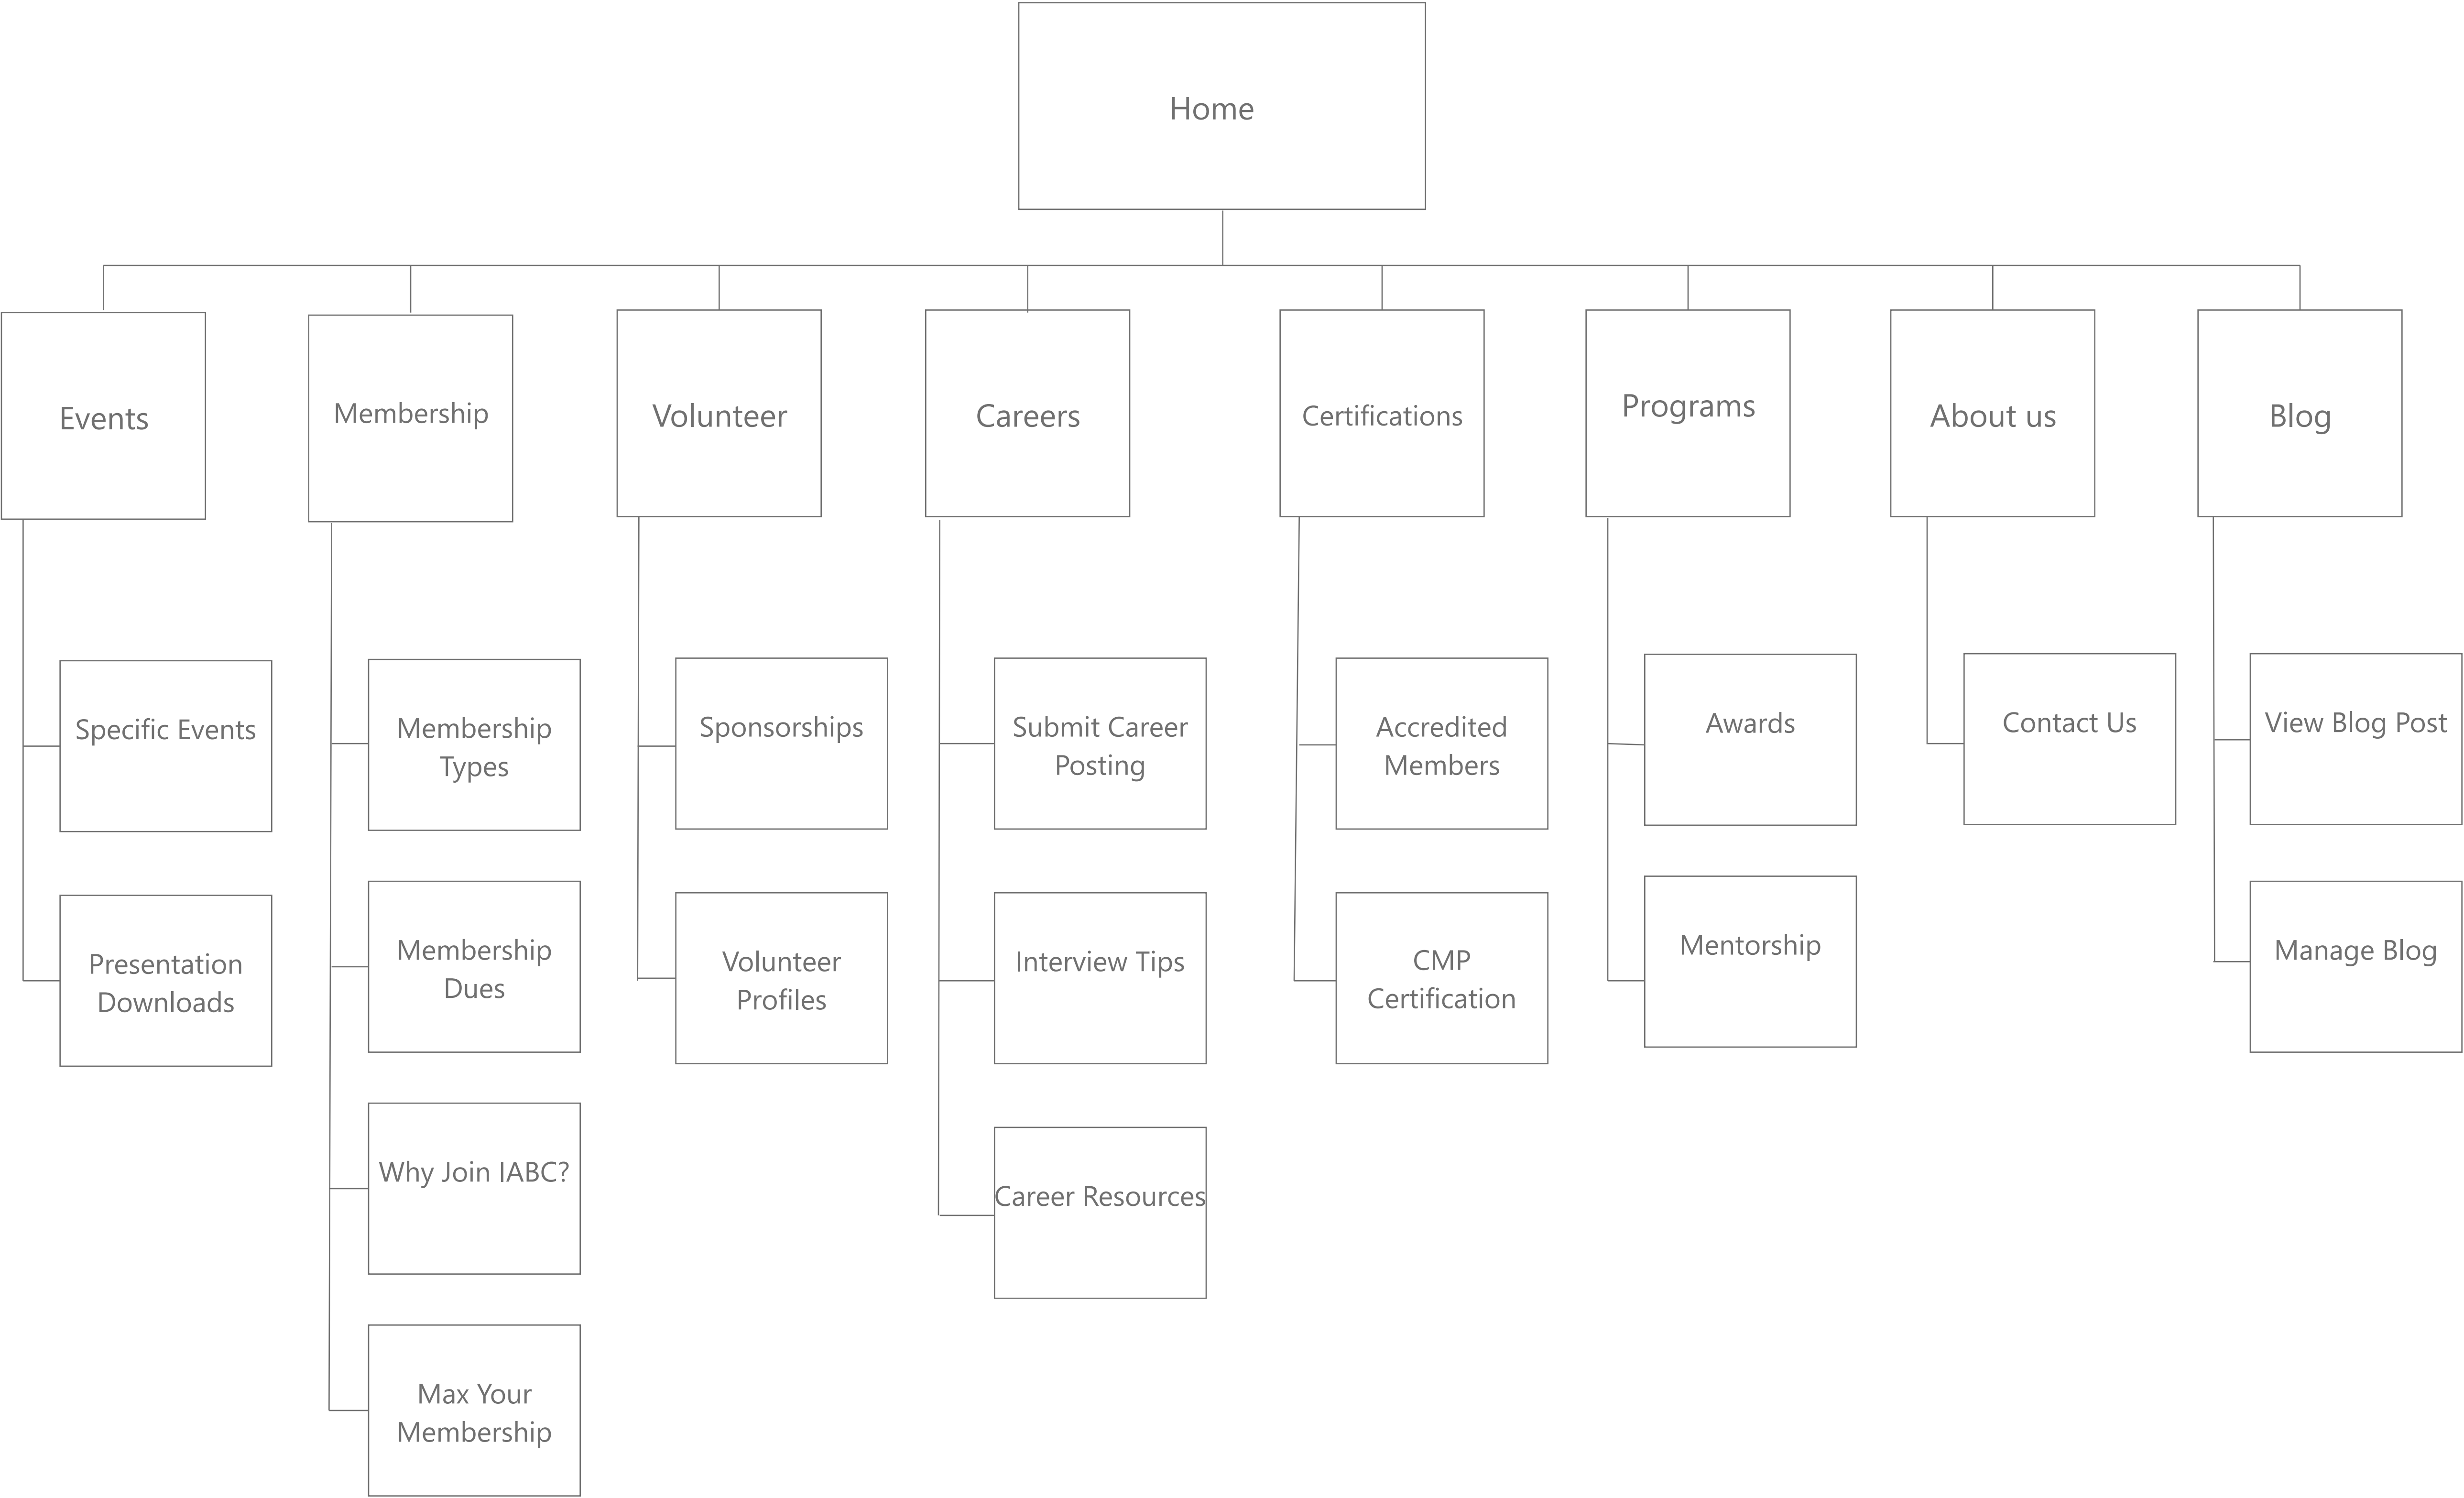 Home
Events
Membership
Volunteer
Careers
Certifications
Programs
About us
Blog
Specific Events
Presentation
Downloads
Membership
Types
Membership
Dues
Why Join IABC?
Max Your
Membership
Sponsorships
Volunteer
Profiles
Submit Career
Posting
Interview Tips
Career Resources
Accredited
Members
CMP
Certification
Awards
Mentorship
Contact Us
View Blog Post
Manage Blog